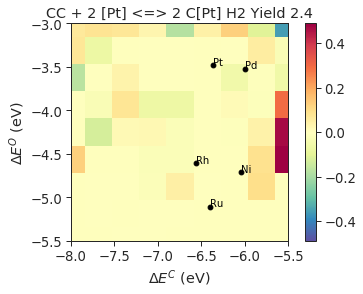 CC + 2 [Pt] <=> 2 C[Pt] H2 Yield 2.4
−3.0
−3.5
−4.0
−4.5
−5.0
−5.5
ΔE^O (eV)
Pt
Pd
Rh
Ni
Ru
−8.0 −7.5 −7.0 −6.5 −6.0 −5.5
ΔE^C (eV)
0.4
0.2
0.0
−0.2
−0.4